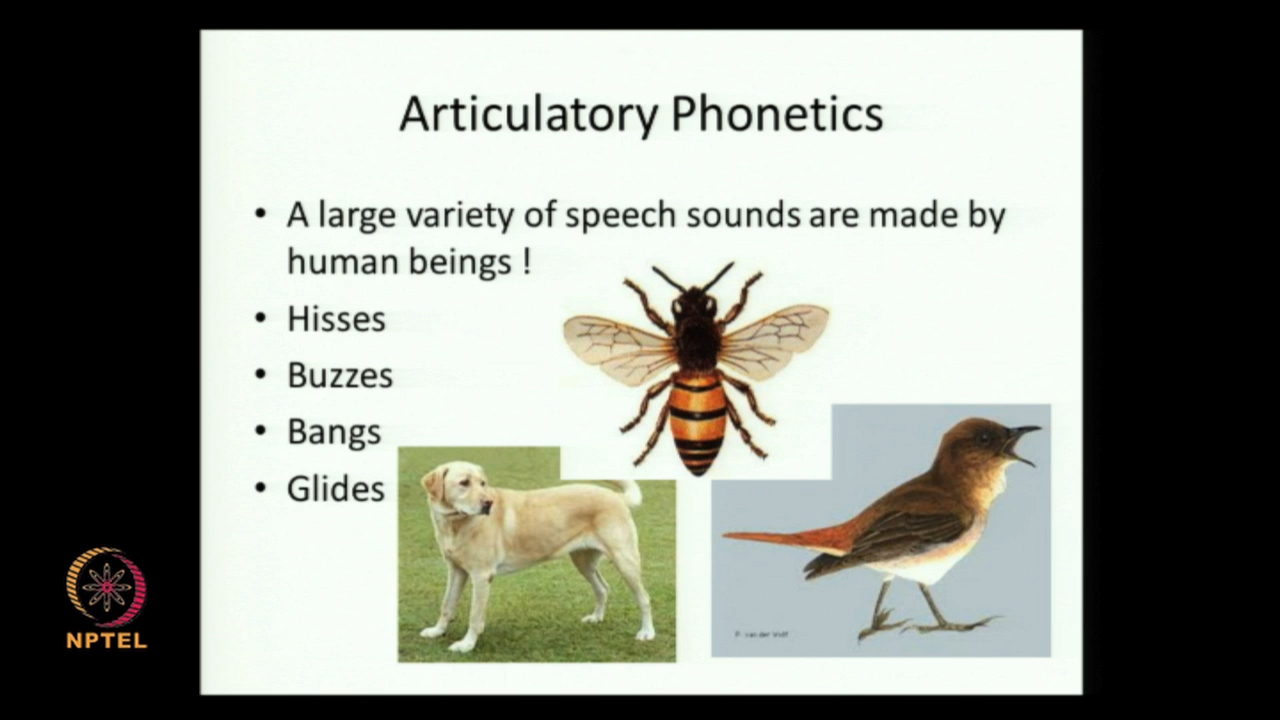 Articulatory Phonetics
• A large variety of speech sounds are made by
human beings !
• Hisses
• Buzzes
• Bangs
• Glides
NPTEL